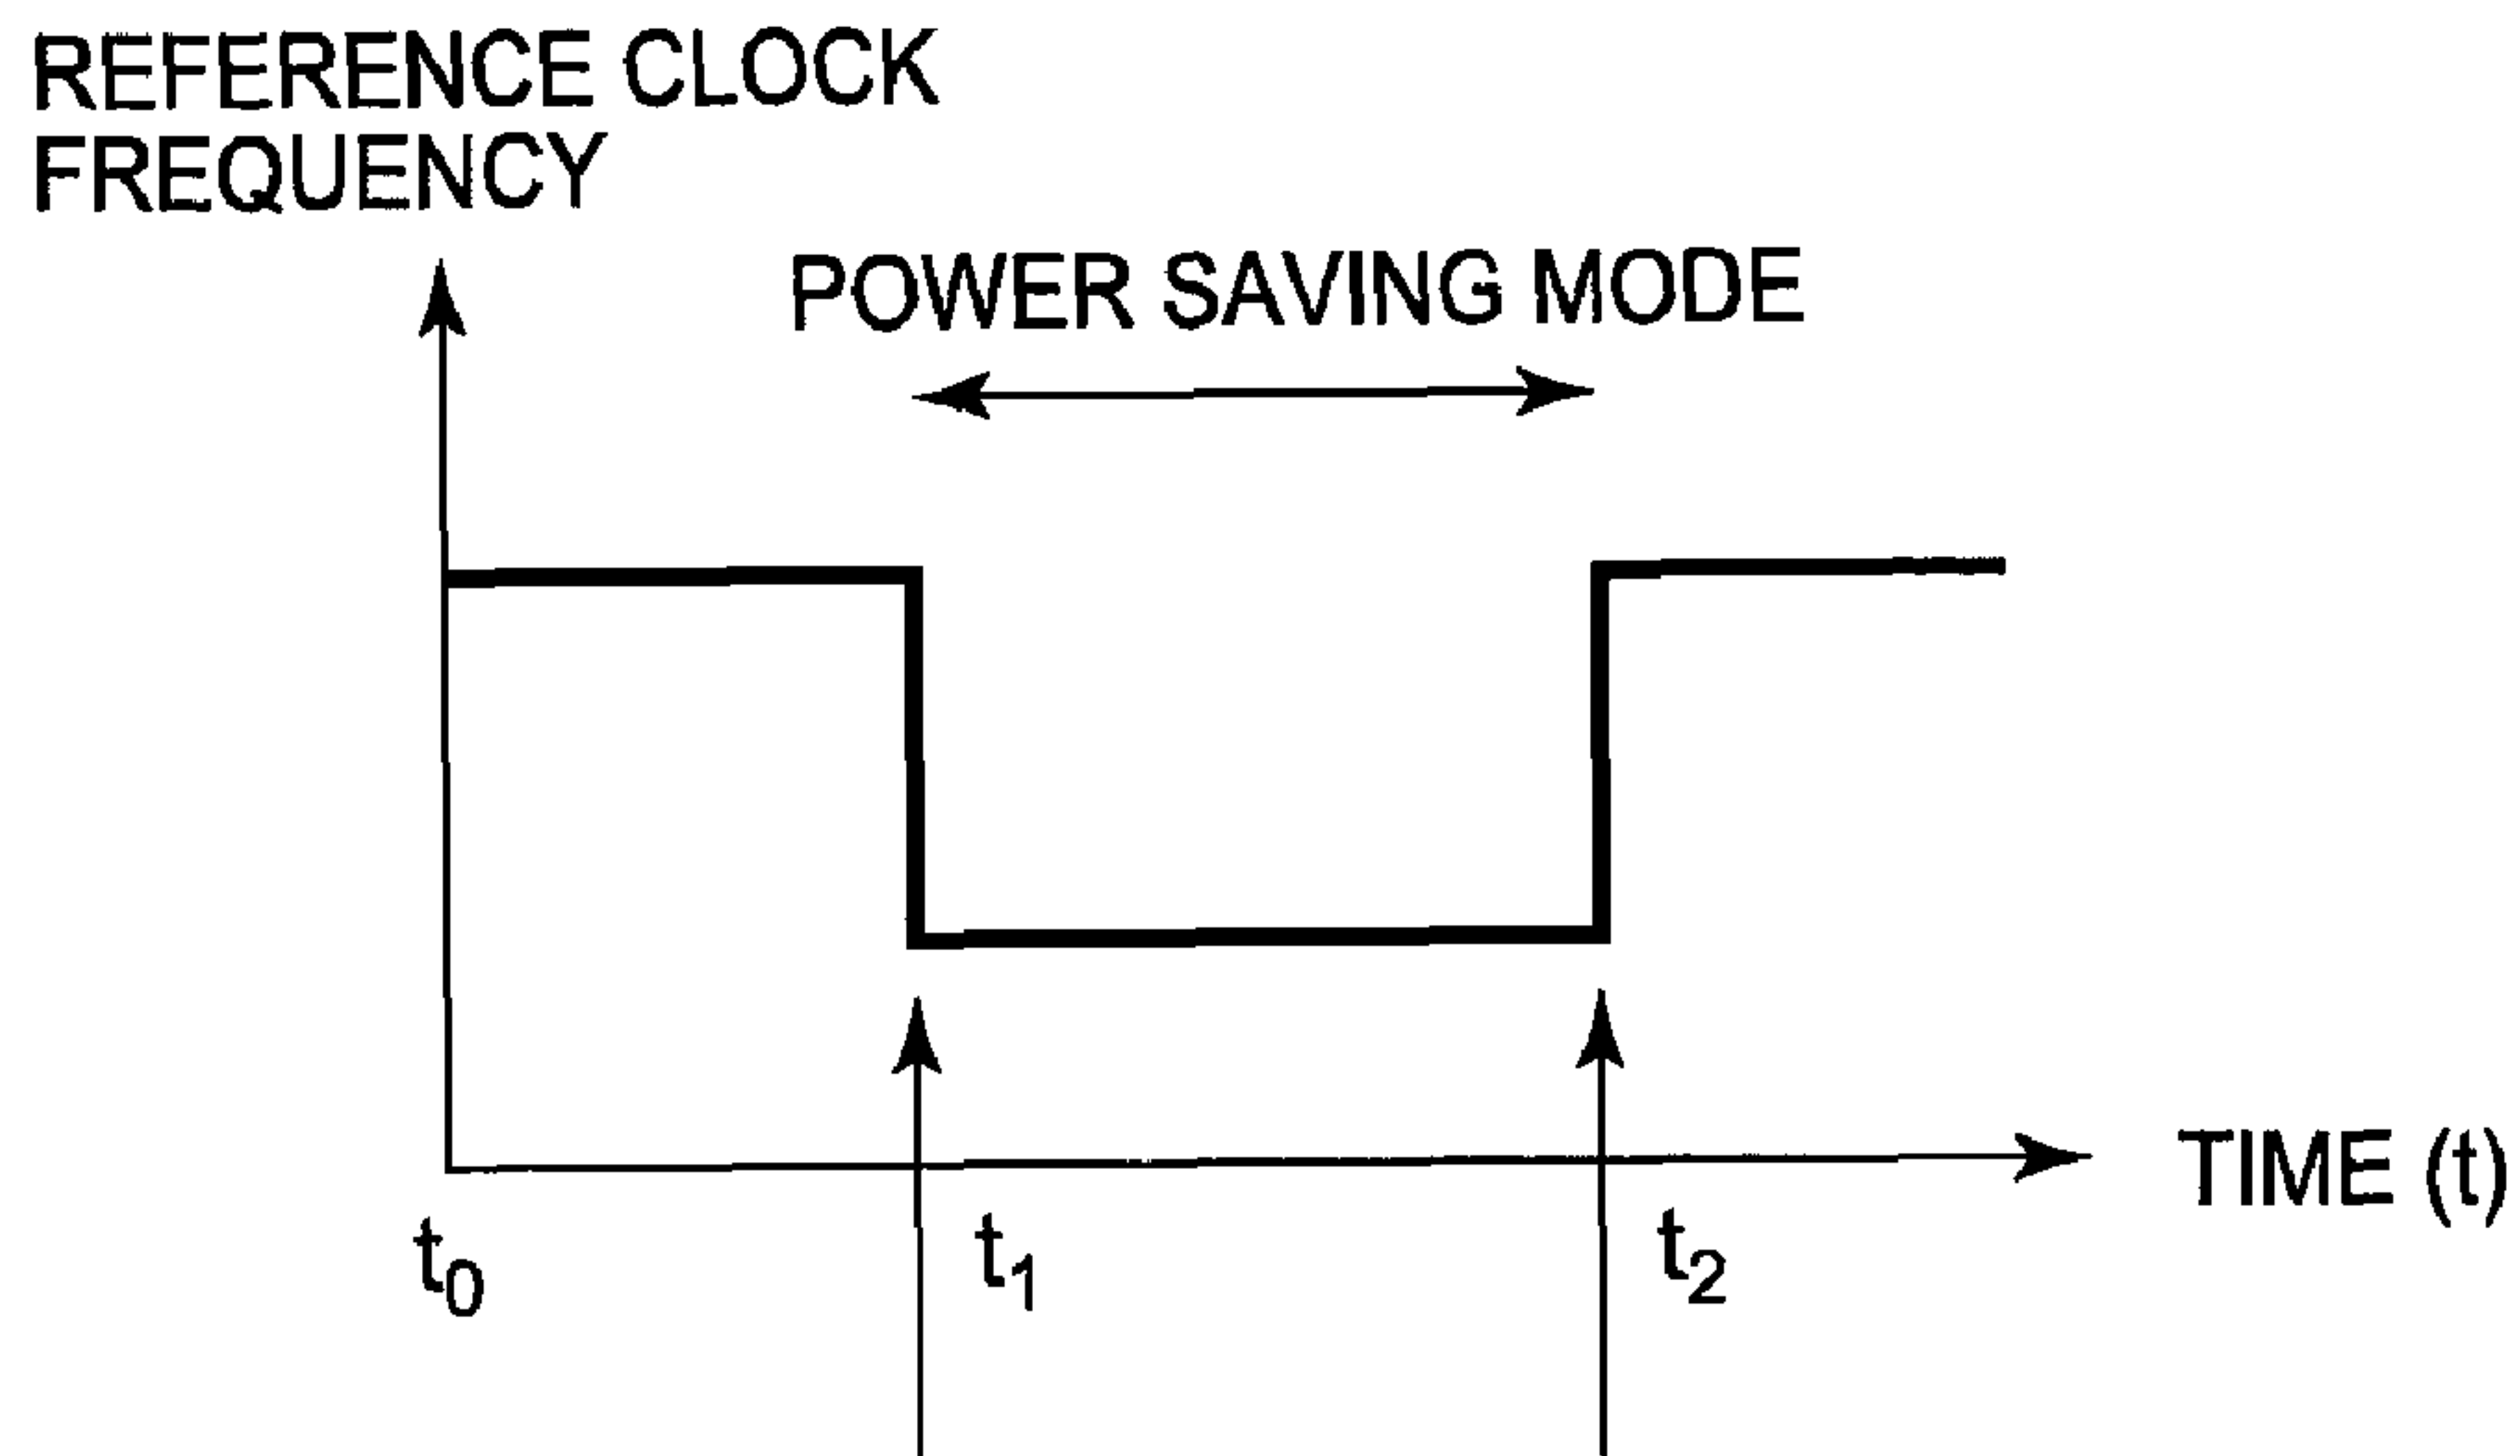 REFERENCE CLOCK
FREQUENCY
POWER SAVING MODE
TIME (t)
t0
t1
t2